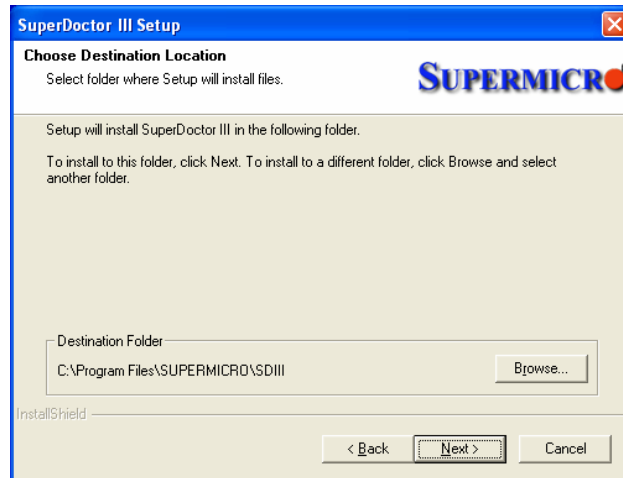 SuperDoctor III Setup
Choose Destination Location
Select folder where Setup will install files.
SUPERMICR
Setup will install SuperDoctor III in the following folder.
To install to this folder, click Next. To install to a different folder, click Browse and select
another folder.
Destination Folder
C:\Program Files\SUPERMICRO\SDIII
Browse...
InstallShield
< Back
Next >
Cancel